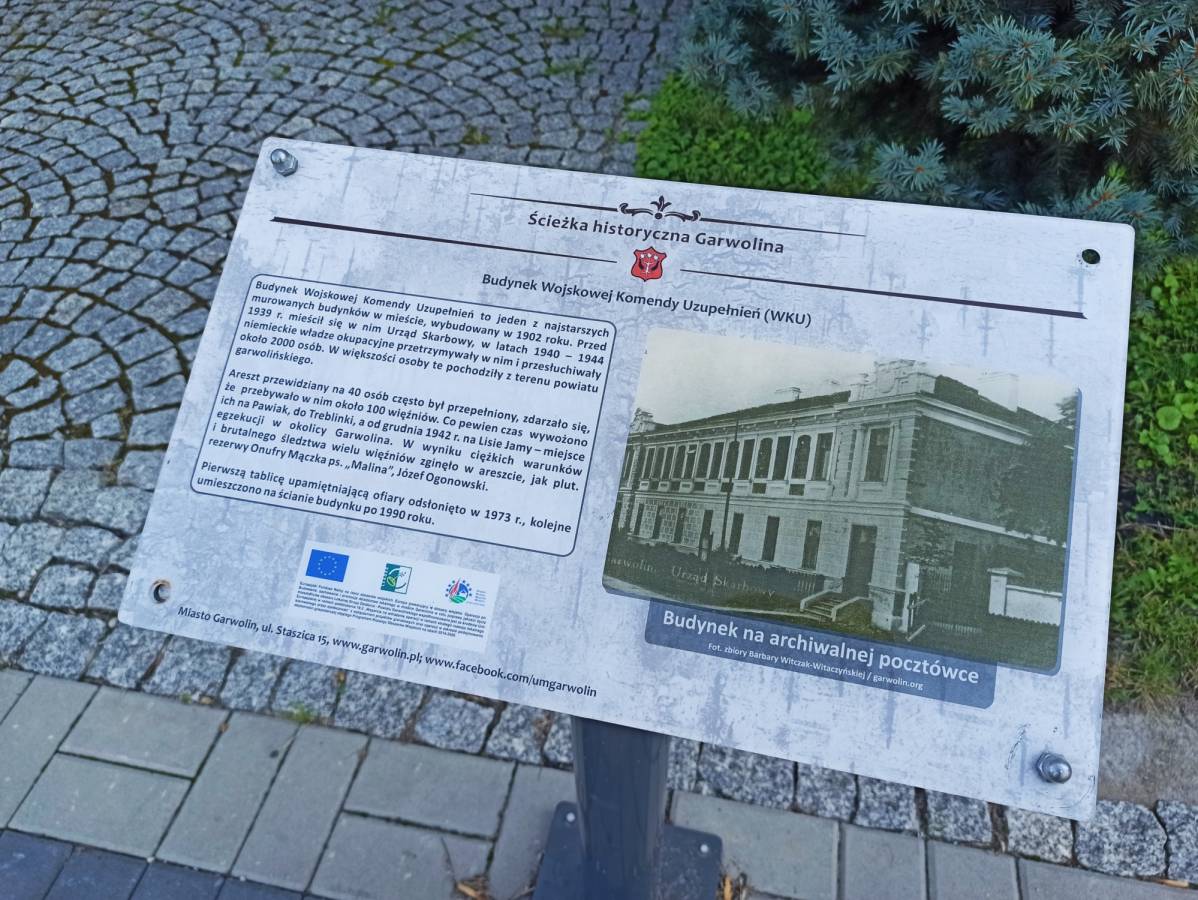 Ścieżka historyczna Garwolina
Budynek Wojskowej Komendy Uzupełnień (WKU)
Budynek Wojskowej Komendy Uzupełnień to jeden z najstarszych
murowanych budynków w mieście, wybudowany w 1902 roku. Przed
1939 r. mieścił się w nim Urząd Skarbowy, w latach 1940 – 1944
niemieckie władze okupacyjne przetrzymywały w nim i przesłuchiwały
około 2000 osób. W większości osoby te pochodziły z terenu powiatu
garwolińskiego.
Areszt przewidziany na 40 osób często był przepełniony, zdarzało się,
że przebywało w nim około 100 więźniów. Co pewien czas wywożono
ich na Pawiak, do Treblinki, a od grudnia 1942 r. na Lisie Jamy – miejsce
egzekucji w okolicy Garwolina. W wyniku ciężkich warunków
i brutalnego śledztwa wielu więźniów zginęło w areszcie, jak plut.
rezerwy Onufry Mączka ps. „Malina”, Józef Ogonowski.
Pierwszą tablicę upamiętniającą ofiary odsłonięto w 1973 r., kolejne
umieszczono na ścianie budynku po 1990 roku.
arwolin. Urząd Ska
Budynek na archiwalnej pocztówce
Fot. zbiory Barbary Witczak-Witaczyńskiej / garwolin.org
Miasto Garwolin, ul. Staszica 15, www.garwolin.pl; www.facebook.com/umgarwolin